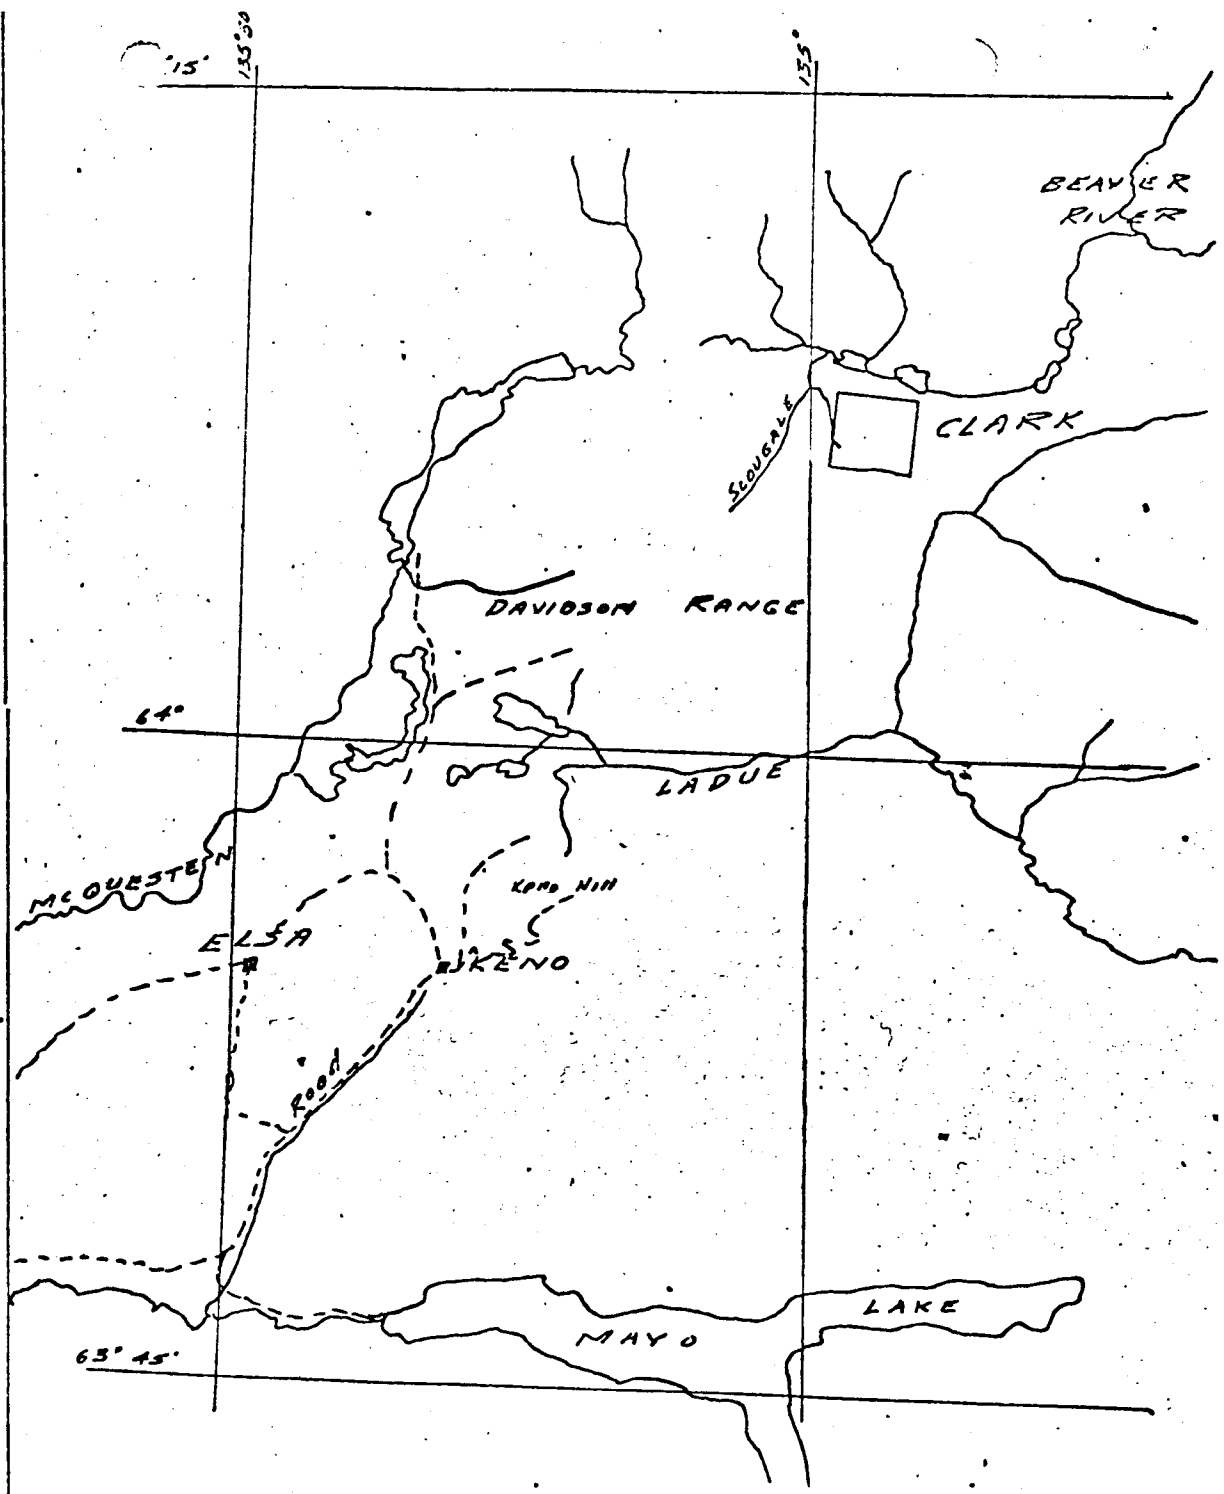 '15'
135°30
135°
BEAVER
RIVER
CLARK
SCOUGALE
DAVIDSON RANGE
64°
LADUE
MCQUESTEN
KENO Hill
ELSA
KENO
ROAD
LAKE
MAYO
63° 45'